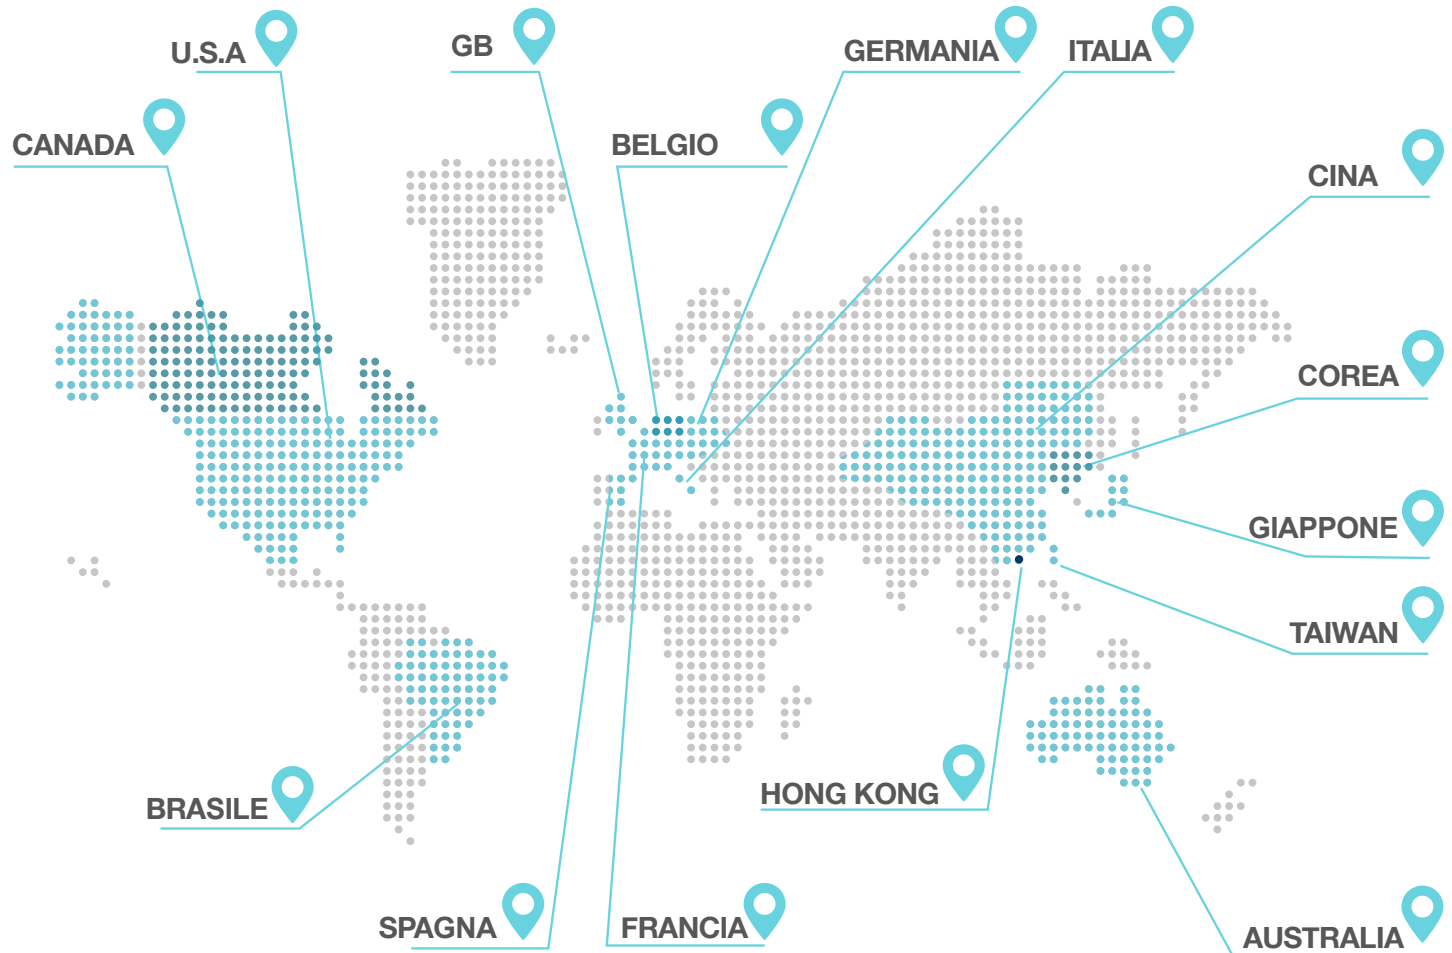 U.S.A
GB
GERMANIA
ITALIA
CANADA
BELGIO
CINA
COREA
GIAPPONE
TAIWAN
HONG KONG
BRASILE
SPAGNA
FRANCIA
AUSTRALIA